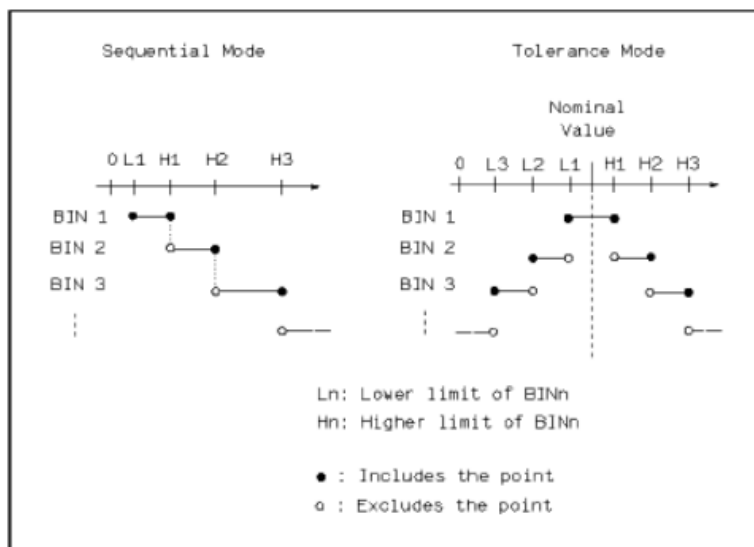 Sequential Mode
Tolerance Mode
Nominal
Value
0 L1 H1 H2 H3
0 L3 L2 L1 H1 H2 H3
BIN 1
BIN 2
BIN 3
BIN 1
BIN 2
BIN 3
Ln: Lower limit of BINn
Hn: Higher limit of BINn
● : Includes the point
○ : Excludes the point